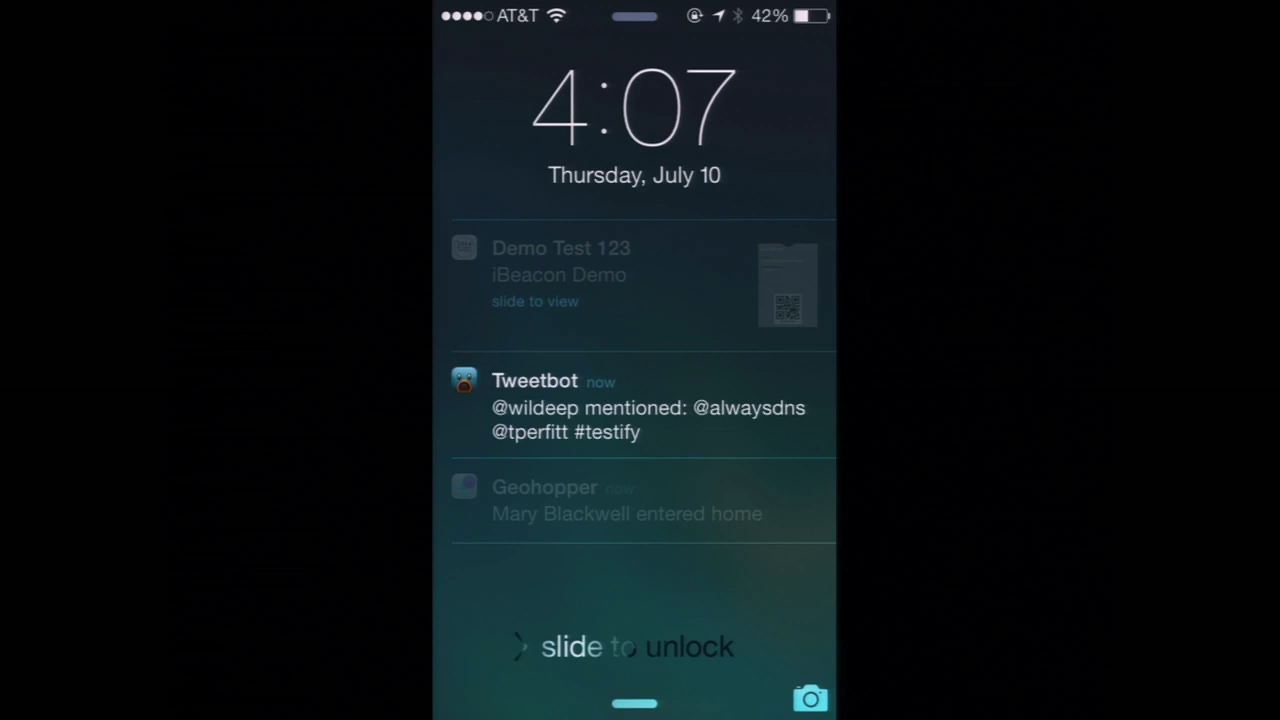 AT&T 42%
4:07
Thursday, July 10
Demo Test 123
iBeacon Demo
slide to view
Tweetbot now
@wildeep mentioned: @alwaysdns
@tperfitt #testify
Geohopper now
Mary Blackwell entered home
slide to unlock